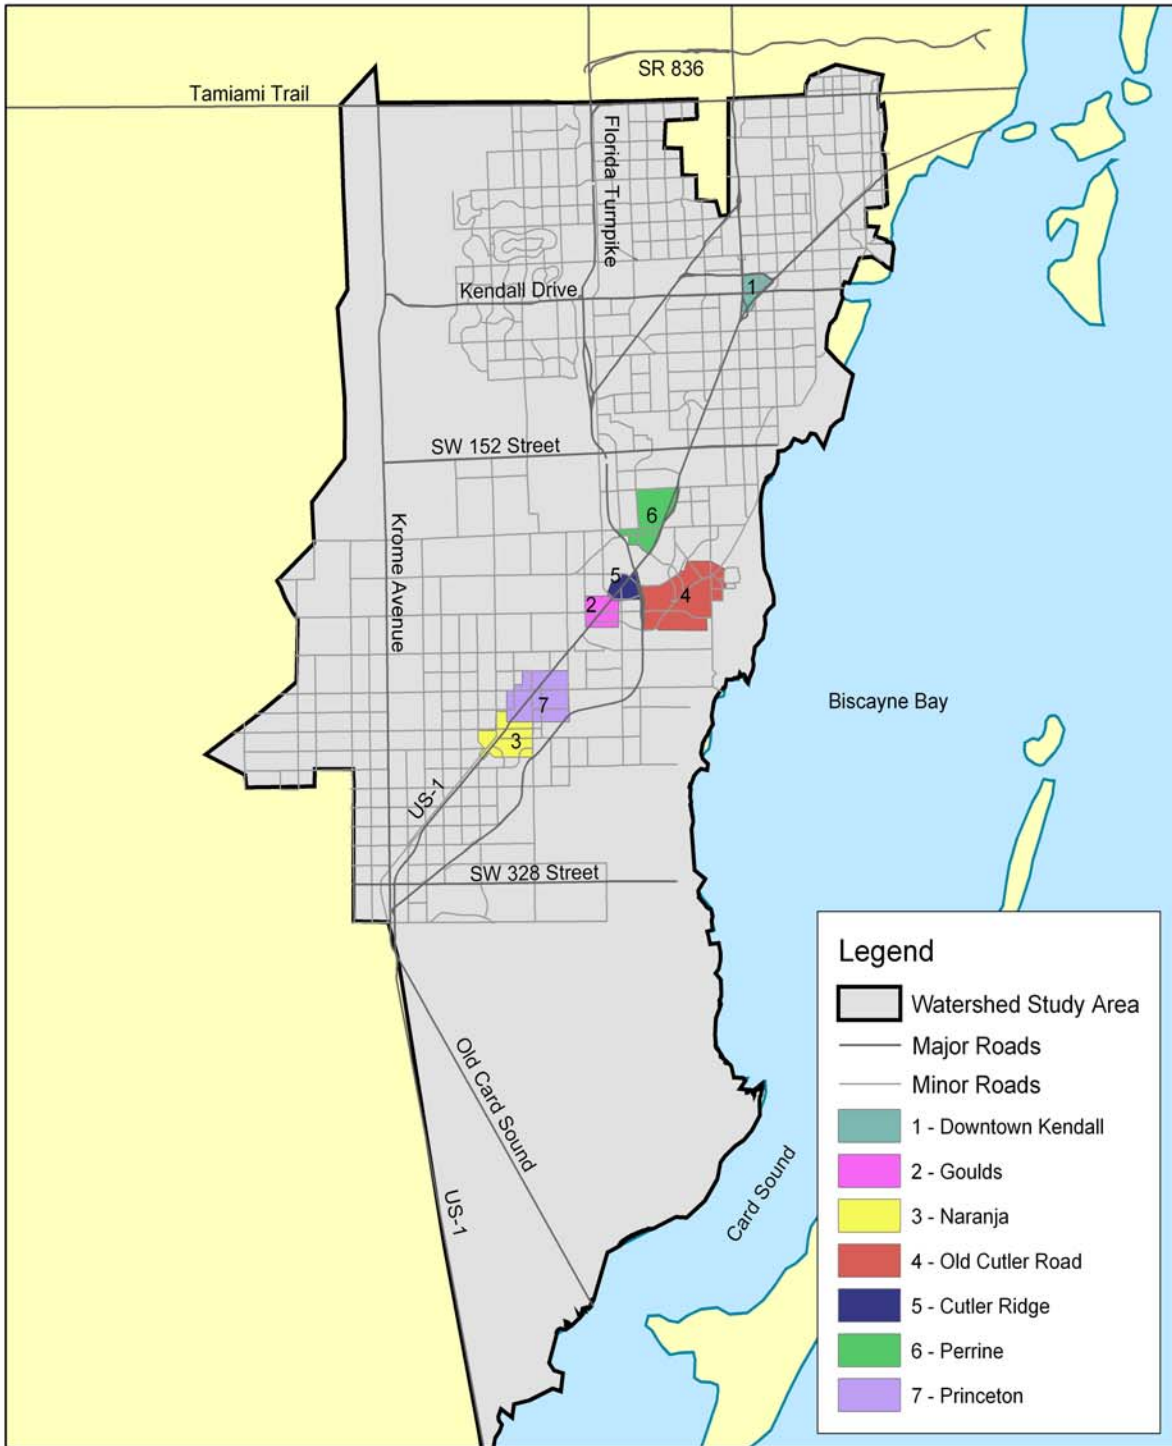 SR 836
Tamiami Trail
Florida Turnpike
Kendall Drive
1
SW 152 Street
6
Krome Avenue
5
2
4
7
Biscayne Bay
3
US-1
SW 328 Street
Old Card Sound
US-1
Card Sound
Legend
Watershed Study Area
Major Roads
Minor Roads
1 - Downtown Kendall
2 - Goulds
3 - Naranja
4 - Old Cutler Road
5 - Cutler Ridge
6 - Perrine
7 - Princeton